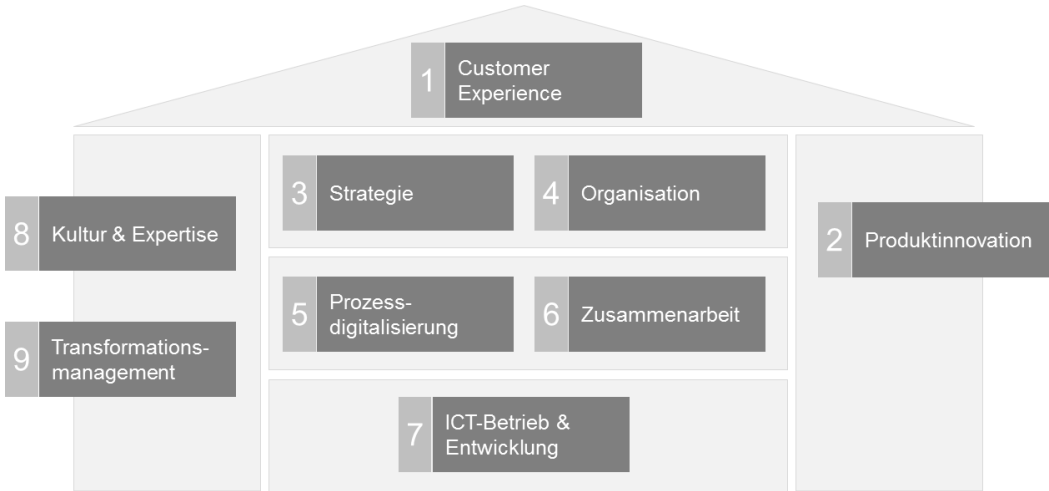 1 Customer
Experience
3 Strategie
4 Organisation
8 Kultur & Expertise
2 Produktinnovation
5 Prozess-
digitalisierung
6 Zusammenarbeit
9 Transformations-
management
7 ICT-Betrieb &
Entwicklung